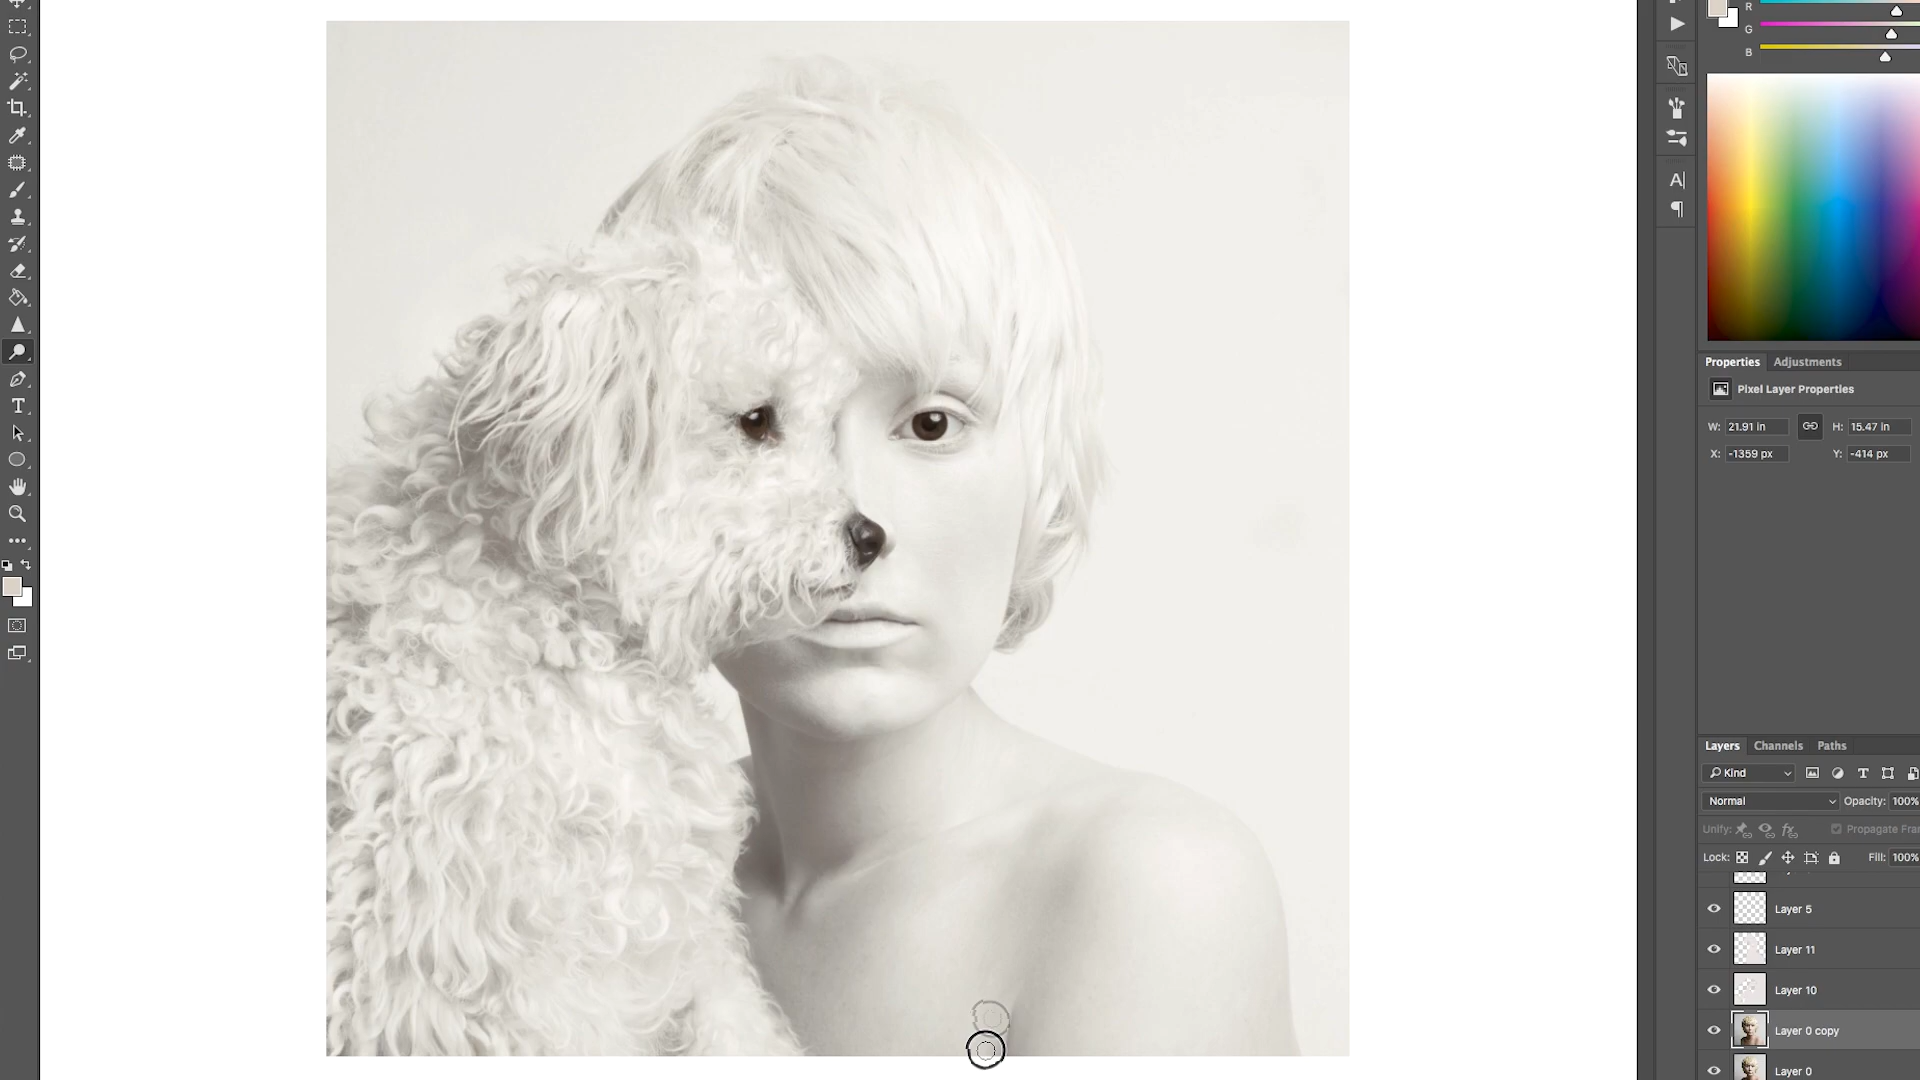 R
G
B
A
T
Properties Adjustments
Pixel Layer Properties
W: 21.91 in H: 15.47 in
X: -1359 px Y: -414 px
Layers Channels Paths
Kind T
Normal Opacity: 100%
Unify: fx Propagate Fra
Lock: Fill: 100%
Layer 5
Layer 11
Layer 10
Layer 0 copy
Layer 0